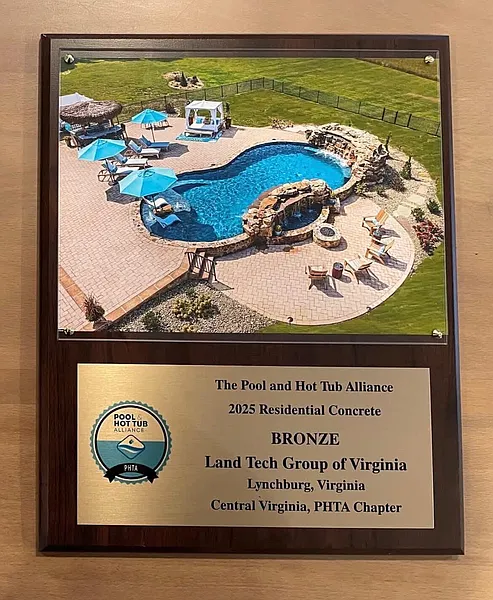 The Pool and Hot Tub Alliance
2025 Residential Concrete
BRONZE
Land Tech Group of Virginia
Lynchburg, Virginia
Central Virginia, PHTA Chapter
POOL &
HOT TUB
ALLIANCE
PHTA